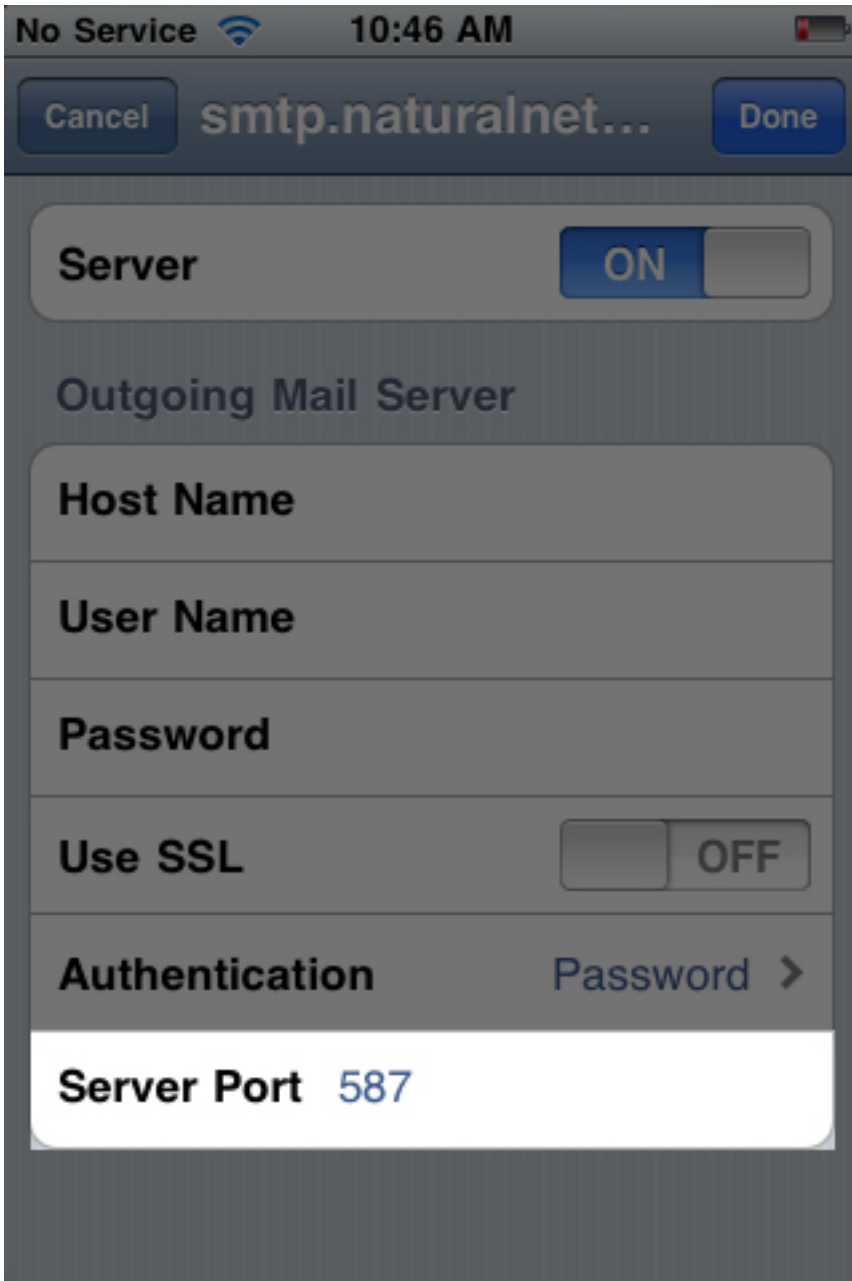 No Service 10:46 AM
Cancel smtp.naturalnet... Done
Server ON
Outgoing Mail Server
Host Name
User Name
Password
Use SSL OFF
Authentication Password >
Server Port 587